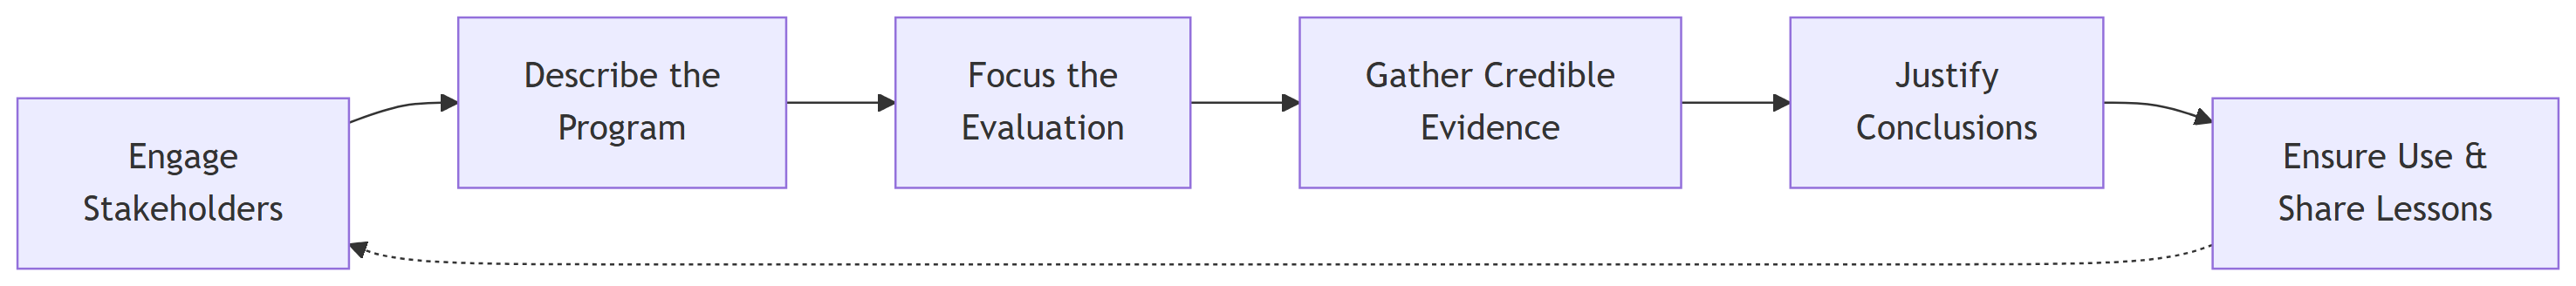 Engage
Stakeholders
Describe the
Program
Focus the
Evaluation
Gather Credible
Evidence
Justify
Conclusions
Ensure Use &
Share Lessons